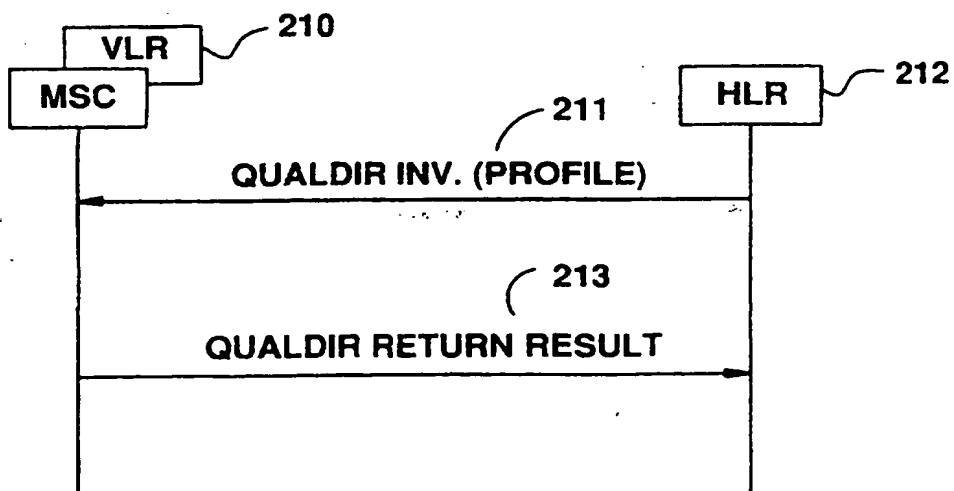 VLR
210
MSC
HLR
212
211
QUALDIR INV. (PROFILE)
213
QUALDIR RETURN RESULT